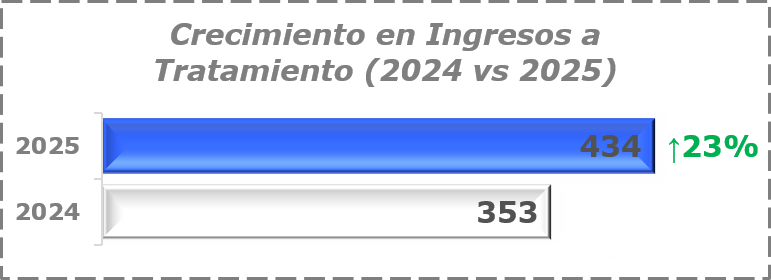 Crecimiento en Ingresos a
Tratamiento (2024 vs 2025)
2025
434
↑23%
2024
353